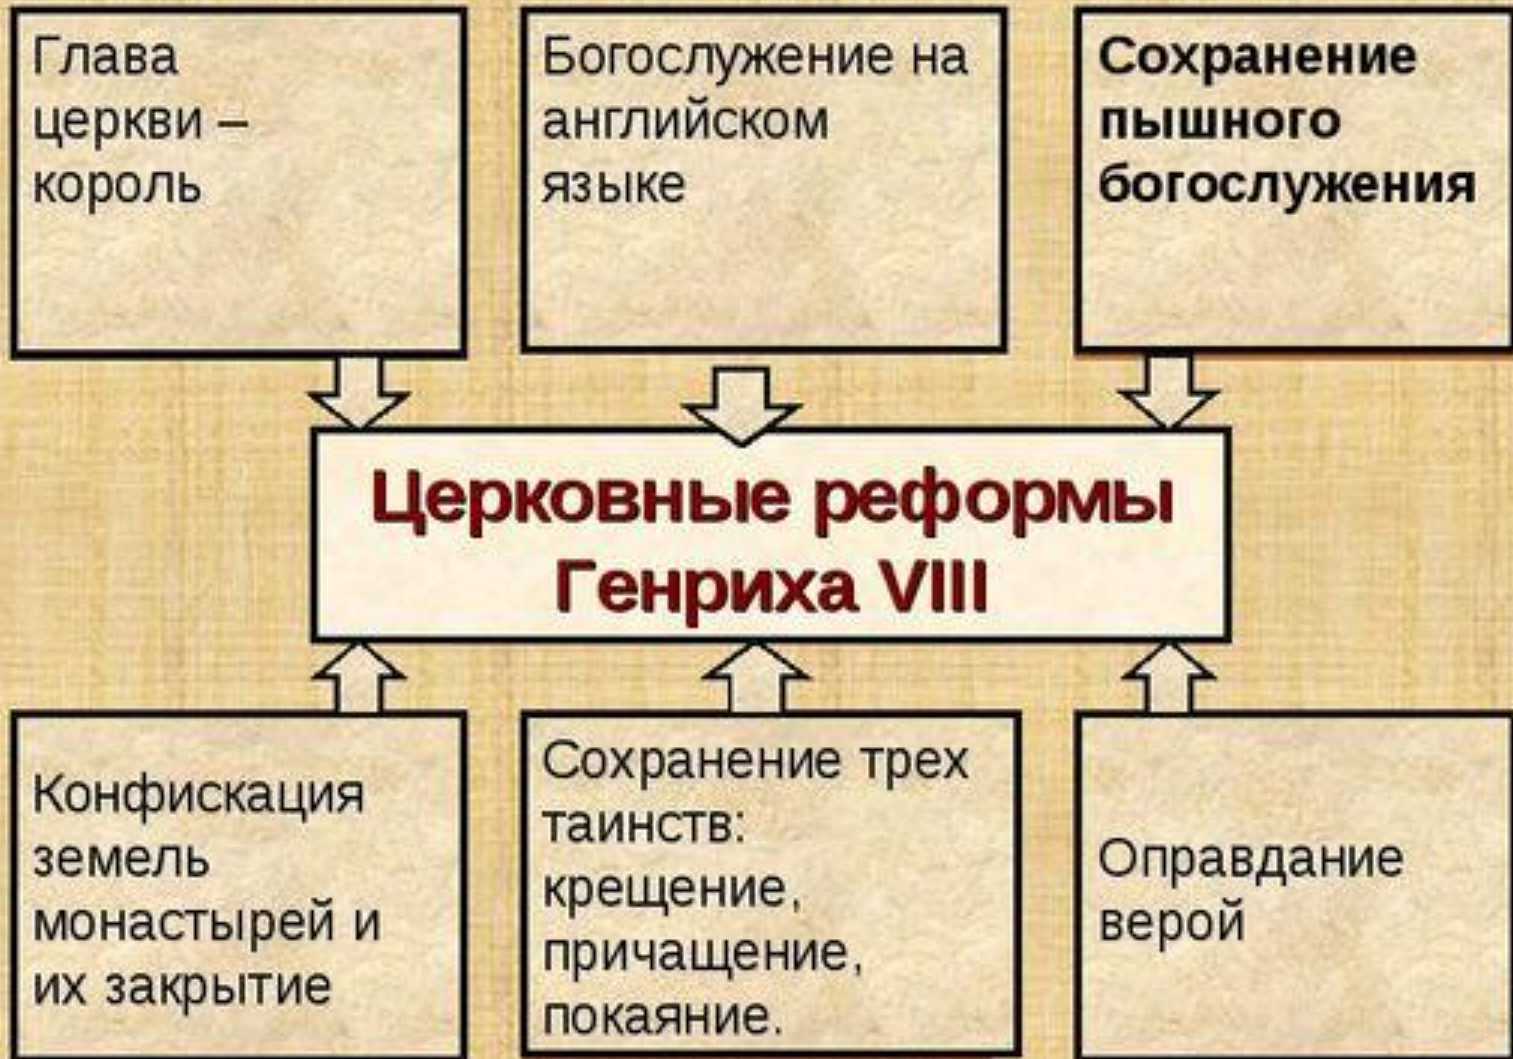 Глава
церкви –
король
Богослужение на
английском
языке
Сохранение
пышного
богослужения
Церковные реформы
Генриха VIII
Конфискация
земель
монастырей и
их закрытие
Сохранение трех
таинств:
крещение,
причащение,
покаяние.
Оправдание
верой